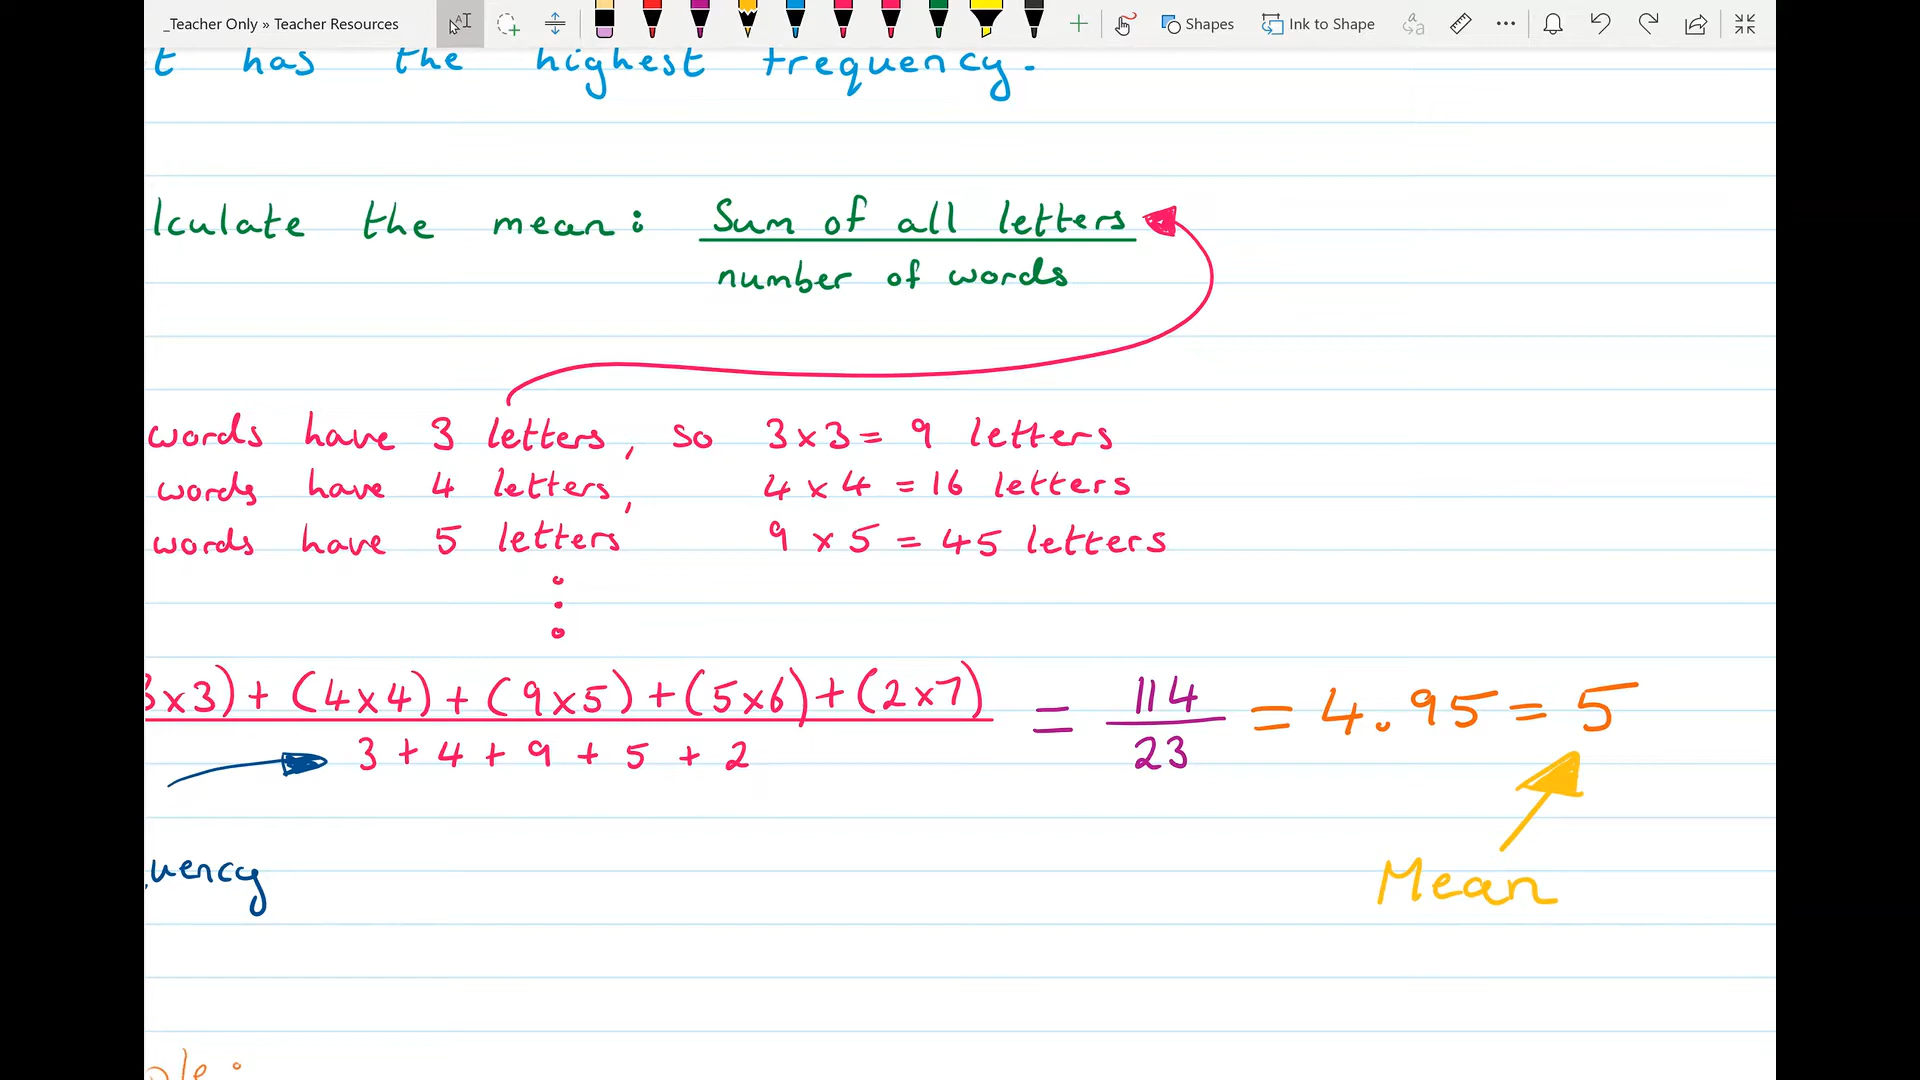 _Teacher Only » Teacher Resources
Shapes
Ink to Shape
t has the highest frequency.
lculate the mean: Sum of all letters
number of words
words have 3 letters, so 3x3 = 9 letters
words have 4 letters, 4 x 4 = 16 letters
words have 5 letters 9 x 5 = 45 letters
3x3) + (4x4) + (9x5) + (5x6) + (2x7) = 114 = 4.95 = 5
3 + 4 + 9 + 5 + 2 23
Mean
uency
ple: